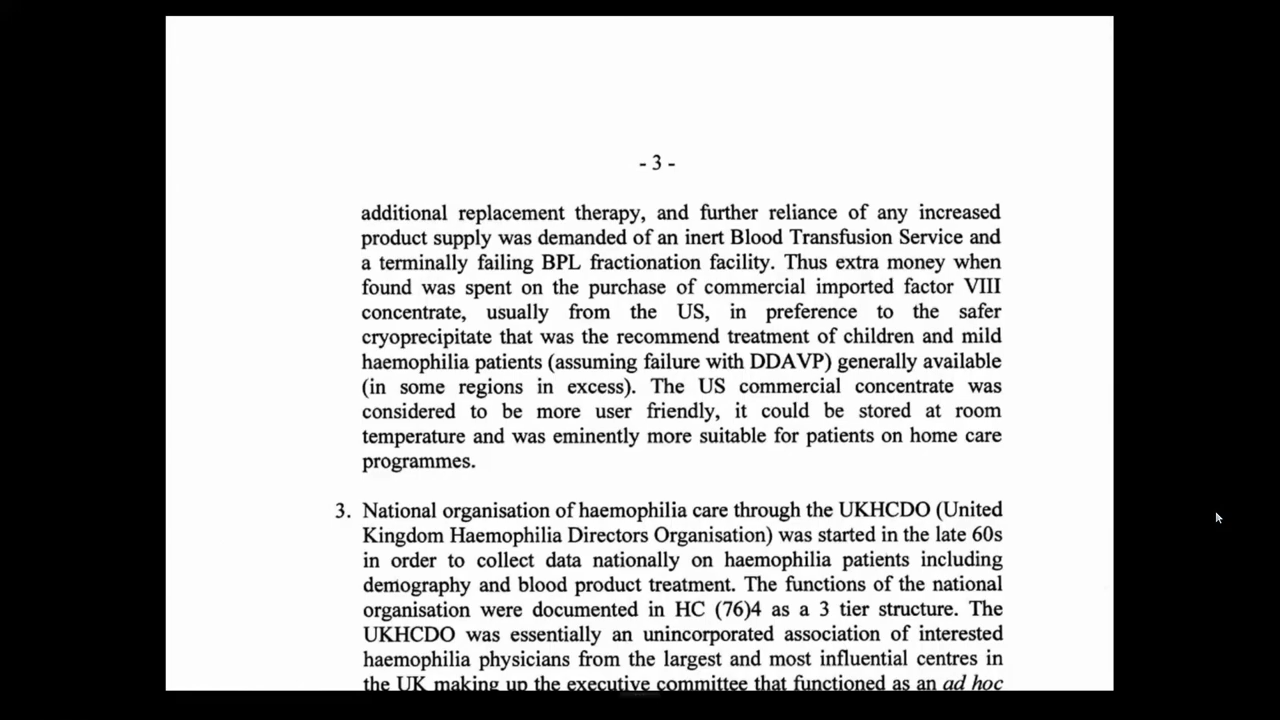 - 3 -
additional replacement therapy, and further reliance of any increased
product supply was demanded of an inert Blood Transfusion Service and
a terminally failing BPL fractionation facility. Thus extra money when
found was spent on the purchase of commercial imported factor VIII
concentrate, usually from the US, in preference to the safer
cryoprecipitate that was the recommend treatment of children and mild
haemophilia patients (assuming failure with DDAVP) generally available
(in some regions in excess). The US commercial concentrate was
considered to be more user friendly, it could be stored at room
temperature and was eminently more suitable for patients on home care
programmes.
3. National organisation of haemophilia care through the UKHCDO (United
Kingdom Haemophilia Directors Organisation) was started in the late 60s
in order to collect data nationally on haemophilia patients including
demography and blood product treatment. The functions of the national
organisation were documented in HC (76)4 as a 3 tier structure. The
UKHCDO was essentially an unincorporated association of interested
haemophilia physicians from the largest and most influential centres in
the UK making up the executive committee that functioned as an ad hoc